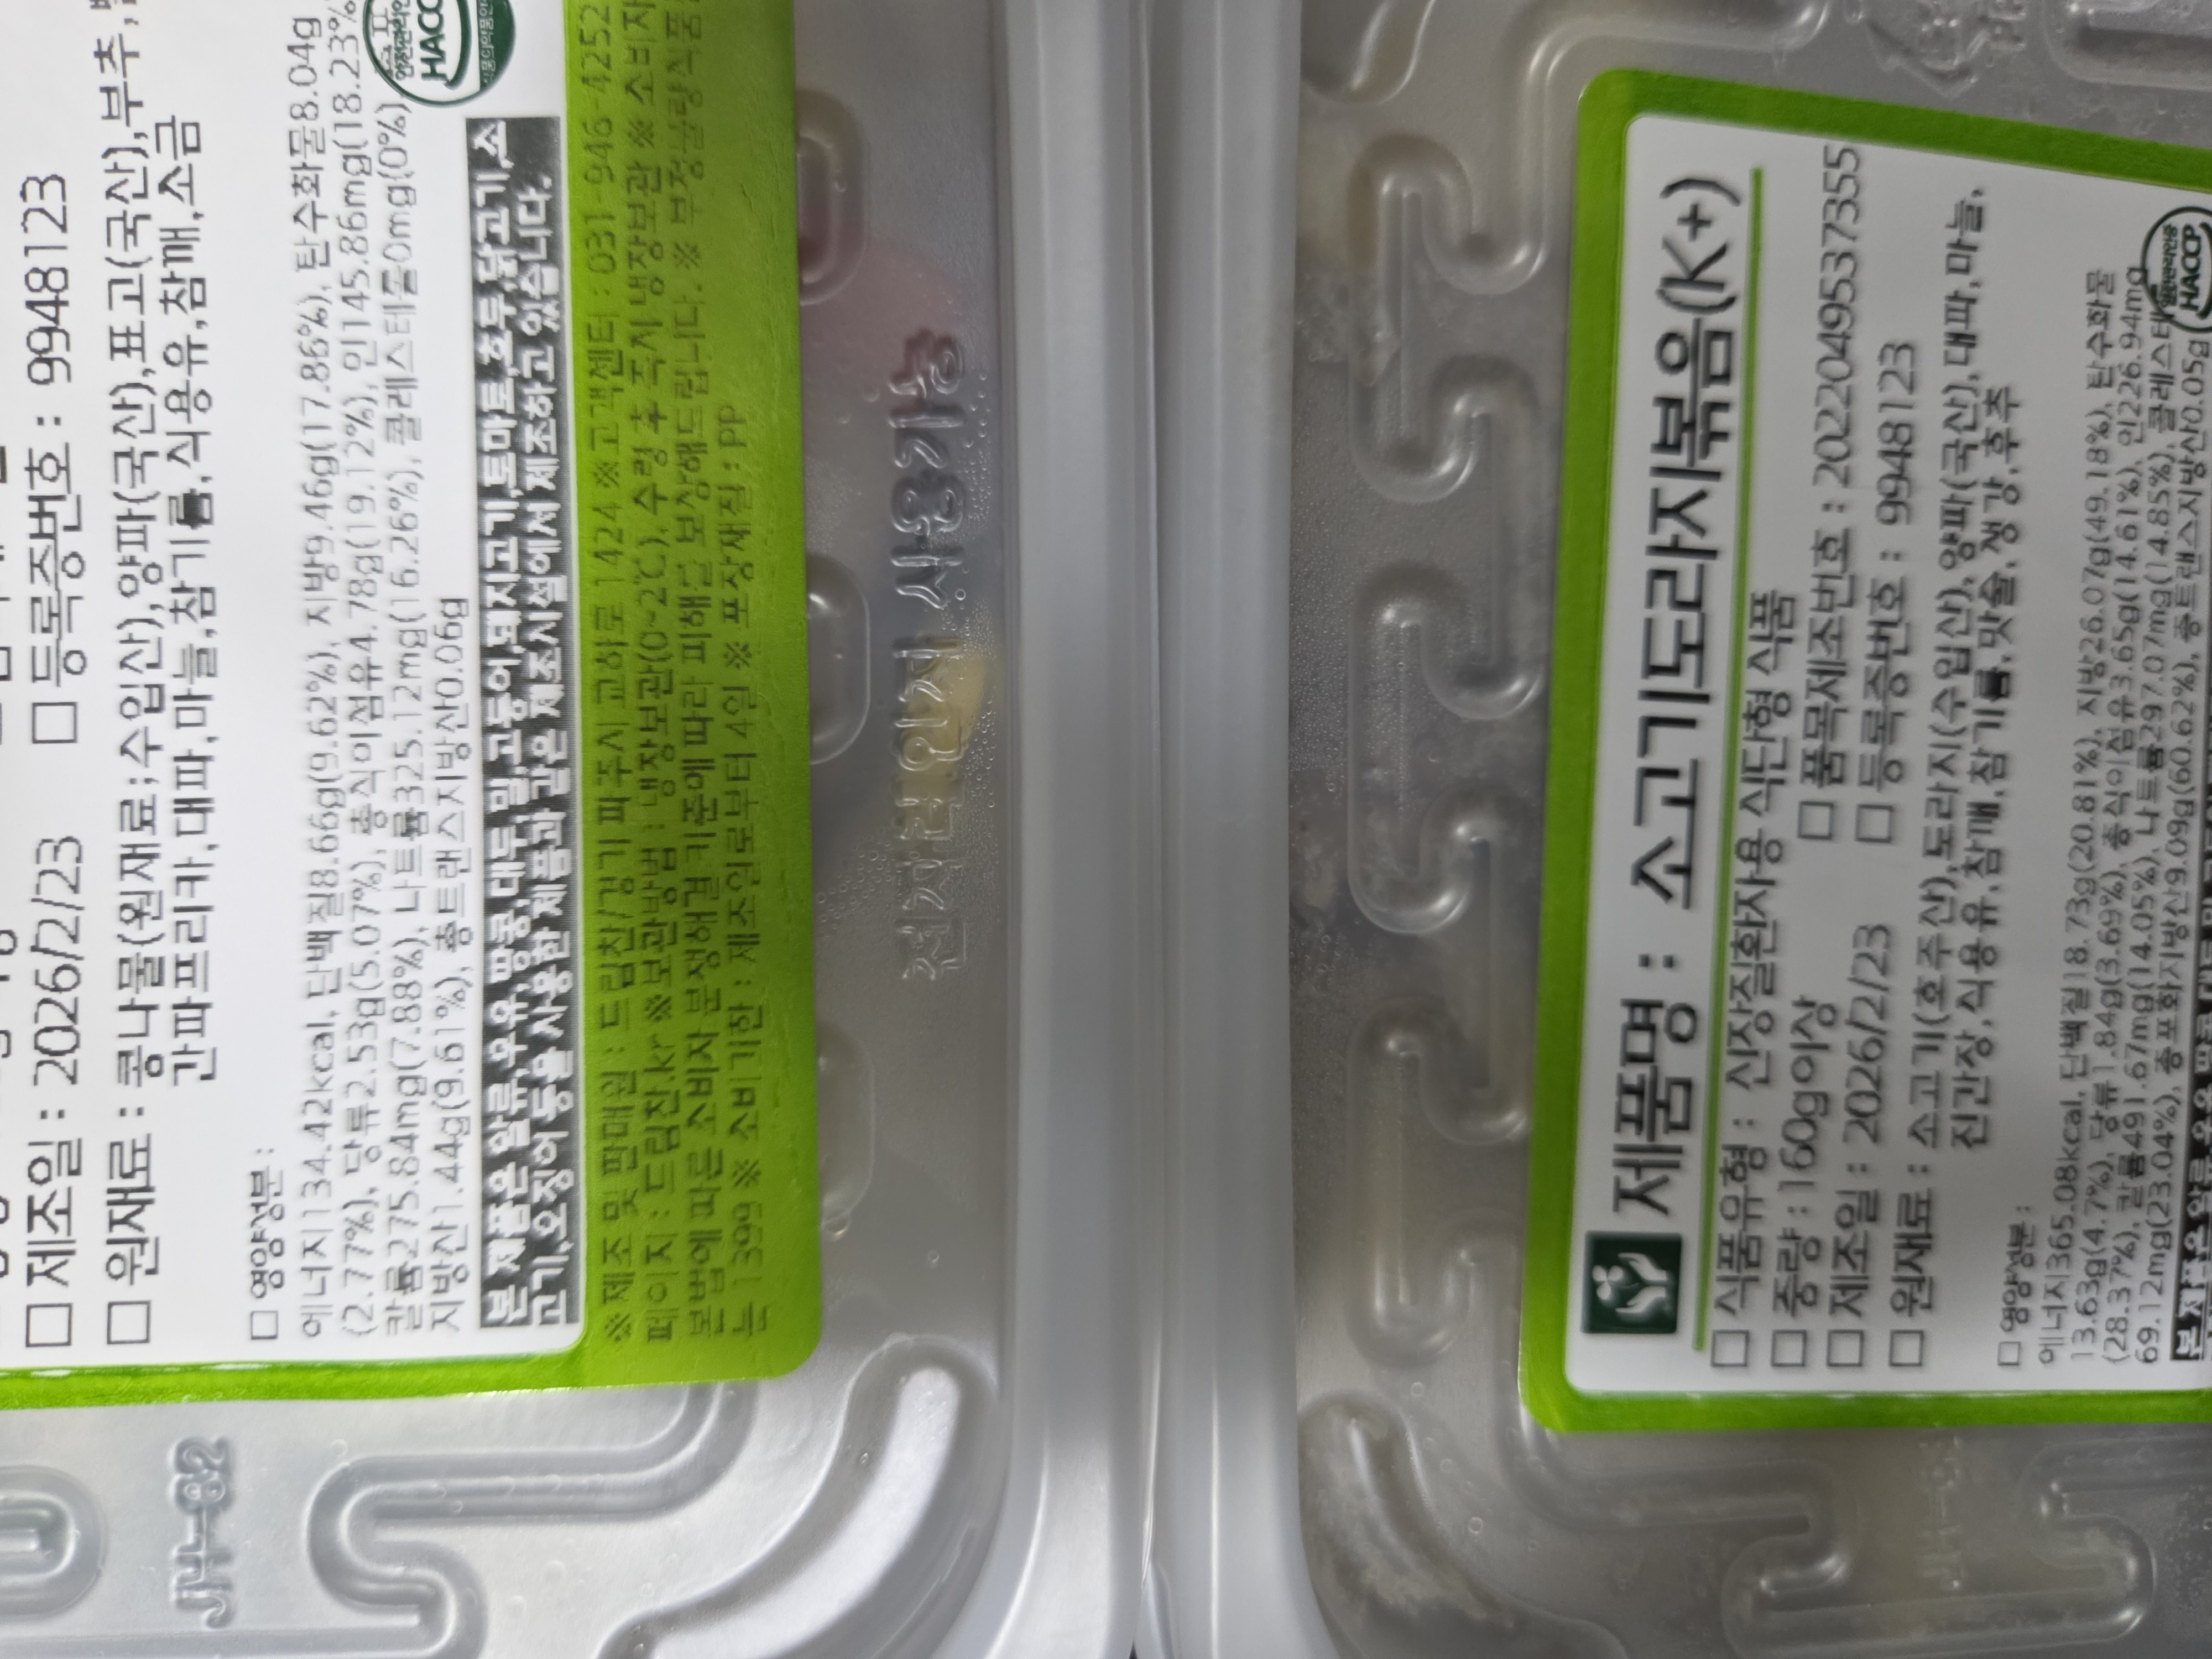 □ 제조일 : 2026/2/23
□ 등록증번호 : 9948123
□ 원재료 : 콩나물(원재료;수입산),양파(국산),표고(국산),부추,
간파프리카,대파,마늘,참기름,식용유,참깨,소금
□ 영양성분 :
에너지134.42kcal, 단백질8.66g(9.62%), 지방9.46g(17.86%), 탄수화물8.04g
(2.77%), 당류2.53g(5.07%), 총식이섬유4.78g(19.12%), 인145.86mg(18.23%
칼륨275.84mg(7.88%), 나트륨325.12mg(16.26%), 콜레스테롤0mg(0%)
지방산1.44g(9.61%), 총트랜스지방산0.06g
HACCP
본 제품은 알류,우유,땅콩,대두,밀,고등어,돼지고기,토마토,호두,닭고기,소
고기,오징어 등을 사용한 제품과 같은 제조시설에서 제조하고 있습니다.
※제조 및 판매원 : 드림찬/경기 파주시 교하로 1424 ※고객센터 : 031-946-4252
페이지 : 드림찬.kr ※보관방법 : 냉장보관(0~2℃), 수령 후 즉시 냉장보관 ※ 소비자
본법에 따른 소비자 분쟁해결 기준에 따라 피해를 보상해드립니다. ※ 부정불량식품
는 1399 ※ 소비기한 : 제조일로부터 4일 ※ 포장재질 : PP
전자렌인지 사용가능
JH-82
제품명 : 소고기도라지볶음(K+)
□ 식품유형 : 신장질환자용 식단형 식품
□ 중량 : 160g이상
□ 품목제조번호 : 20220495373​55
□ 제조일 : 2026/2/23
□ 등록증번호 : 9948123
□ 원재료 : 소고기(호주산),도라지(수입산),양파(국산),대파,마늘,
진간장,식용유,참깨,참기름,맛술,생강,후추
□ 영양성분 :
에너지365.08kcal, 단백질18.73g(20.81%), 지방26.07g(49.18%), 탄수화물
13.63g(4.7%), 당류1.84g(3.69%), 총식이섬유3.65g(14.61%), 인226.94mg
(28.37%), 칼륨491.67mg(14.05%), 나트륨297.07mg(14.85%), 콜레스테
69.12mg(23.04%), 총포화지방산9.09g(60.62%), 총트랜스지방산0.05g
HACCP